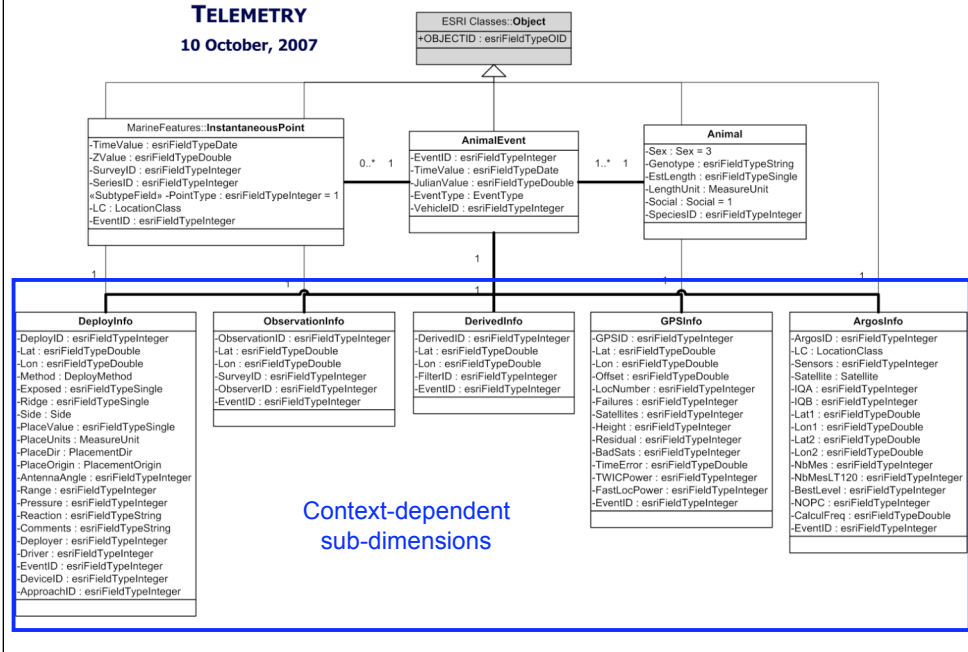 TELEMETRY
10 October, 2007
ESRI Classes::Object
+OBJECTID : esriFieldTypeOID
MarineFeatures::InstantaneousPoint
-TimeValue : esriFieldTypeDate
-ZValue : esriFieldTypeDouble
-SurveyID : esriFieldTypeInteger
-SeriesID : esriFieldTypeInteger
«SubtypeField» -PointType : esriFieldTypeInteger = 1
-LC : LocationClass
-EventID : esriFieldTypeInteger
0..* 1
AnimalEvent
-EventID : esriFieldTypeInteger
-TimeValue : esriFieldTypeDate
-JulianValue : esriFieldTypeDouble
-EventType : EventType
-VehicleID : esriFieldTypeInteger
1..* 1
Animal
-Sex : Sex = 3
-Genotype : esriFieldTypeString
-EstLength : esriFieldTypeSingle
-LengthUnit : MeasureUnit
-Social : Social = 1
-SpeciesID : esriFieldTypeInteger
1
1
1
1
1
1
DeployInfo
-DeployID : esriFieldTypeInteger
-Lat : esriFieldTypeDouble
-Lon : esriFieldTypeDouble
-Method : DeployMethod
-Exposed : esriFieldTypeSingle
-Ridge : esriFieldTypeSingle
-Side : Side
-PlaceValue : esriFieldTypeSingle
-PlaceUnits : MeasureUnit
-PlaceDir : PlacementDir
-PlaceOrigin : PlacementOrigin
-AntennaAngle : esriFieldTypeInteger
-Range : esriFieldTypeInteger
-Pressure : esriFieldTypeInteger
-Reaction : esriFieldTypeString
-Comments : esriFieldTypeString
-Deployer : esriFieldTypeInteger
-Driver : esriFieldTypeInteger
-EventID : esriFieldTypeInteger
-DeviceID : esriFieldTypeInteger
-ApproachID : esriFieldTypeInteger
ObservationInfo
-ObservationID : esriFieldTypeInteger
-Lat : esriFieldTypeDouble
-Lon : esriFieldTypeDouble
-SurveyID : esriFieldTypeInteger
-ObserverID : esriFieldTypeInteger
-EventID : esriFieldTypeInteger
DerivedInfo
-DerivedID : esriFieldTypeInteger
-Lat : esriFieldTypeDouble
-Lon : esriFieldTypeDouble
-FilterID : esriFieldTypeInteger
-EventID : esriFieldTypeInteger
GPSInfo
-GPSID : esriFieldTypeInteger
-Lat : esriFieldTypeDouble
-Lon : esriFieldTypeDouble
-Offset : esriFieldTypeDouble
-LocNumber : esriFieldTypeInteger
-Failures : esriFieldTypeInteger
-Satellites : esriFieldTypeInteger
-Height : esriFieldTypeInteger
-Residual : esriFieldTypeInteger
-BadSats : esriFieldTypeInteger
-TimeError : esriFieldTypeDouble
-TWICPower : esriFieldTypeInteger
-FastLocPower : esriFieldTypeInteger
-EventID : esriFieldTypeInteger
ArgosInfo
-ArgosID : esriFieldTypeInteger
-LC : LocationClass
-Sensors : esriFieldTypeInteger
-Satellite : Satellite
-IQA : esriFieldTypeInteger
-IQB : esriFieldTypeInteger
-Lat1 : esriFieldTypeDouble
-Lon1 : esriFieldTypeDouble
-Lat2 : esriFieldTypeDouble
-Lon2 : esriFieldTypeDouble
-NbMes : esriFieldTypeInteger
-NbMesLT120 : esriFieldTypeInteger
-BestLevel : esriFieldTypeInteger
-NOPC : esriFieldTypeInteger
-CalculFreq : esriFieldTypeDouble
-EventID : esriFieldTypeInteger
Context-dependent
sub-dimensions